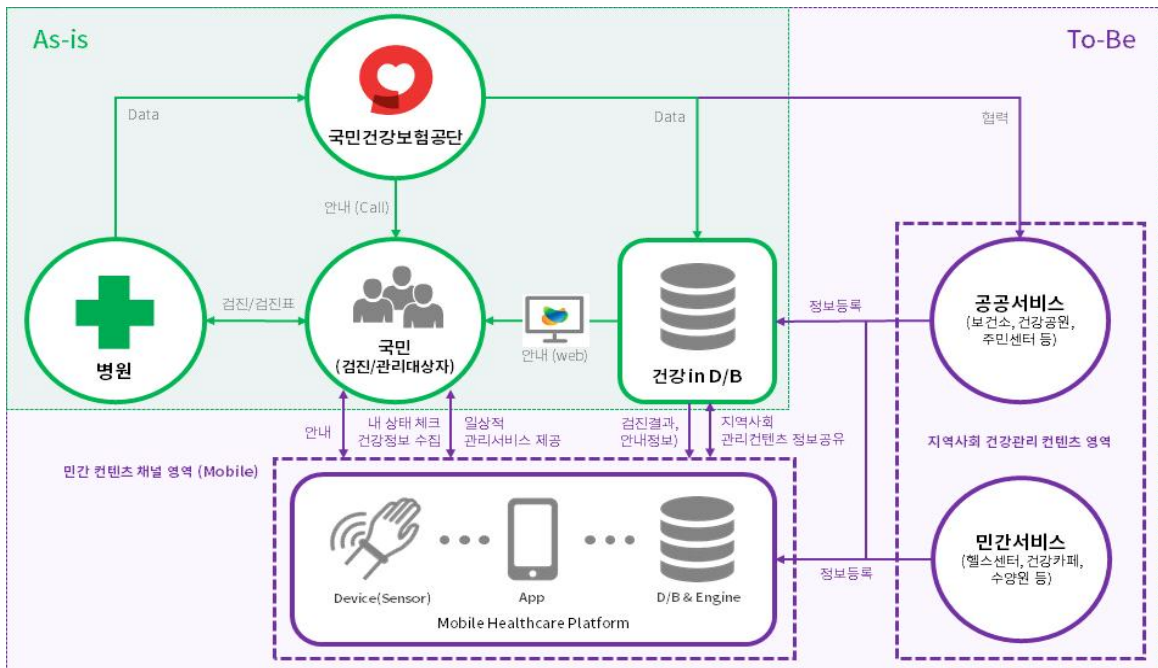 As-is
To-Be
국민건강보험공단
Data
Data
협력
안내 (Call)
병원
검진/검진표
국민
(검진/관리대상자)
안내 (web)
건강 in D/B
정보등록
공공서비스
(보건소, 건강공원,
주민센터 등)
안내
내 상태 체크
건강정보 수집
일상적
관리서비스 제공
검진결과,
안내정보)
지역사회
관리컨텐츠 정보공유
지역사회 건강관리 컨텐츠 영역
민간 컨텐츠 채널 영역 (Mobile)
Device(Sensor)
App
D/B & Engine
Mobile Healthcare Platform
정보등록
민간서비스
(헬스센터, 건강카페,
수양원 등)